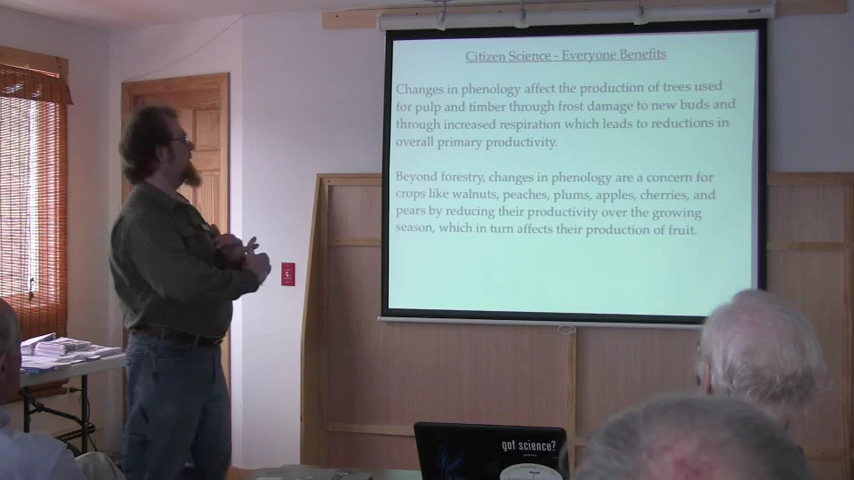 Citizen Science - Everyone Benefits
Changes in phenology affect the production of trees used
for pulp and timber through frost damage to new buds and
through increased respiration which leads to reductions in
overall primary productivity.
Beyond forestry, changes in phenology are a concern for
crops like walnuts, peaches, plums, apples, cherries, and
pears by reducing their productivity over the growing
season, which in turn affects their production of fruit.
got science?